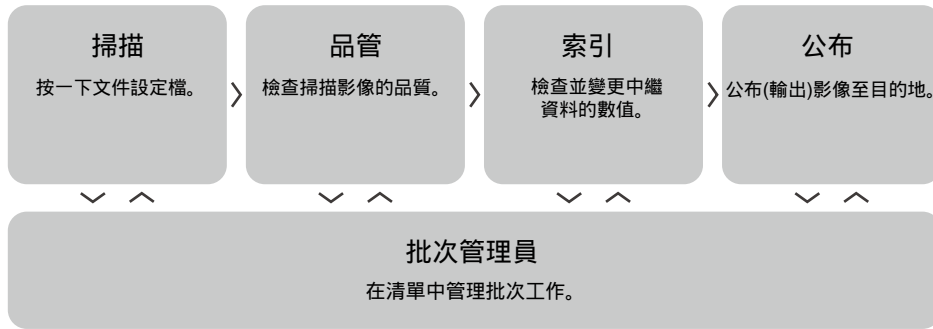 掃描
按一下文件設定檔。
品管
檢查掃描影像的品質。
索引
檢查並變更中繼
資料的數值。
公布
公布(輸出)影像至目的地。
批次管理員
在清單中管理批次工作。